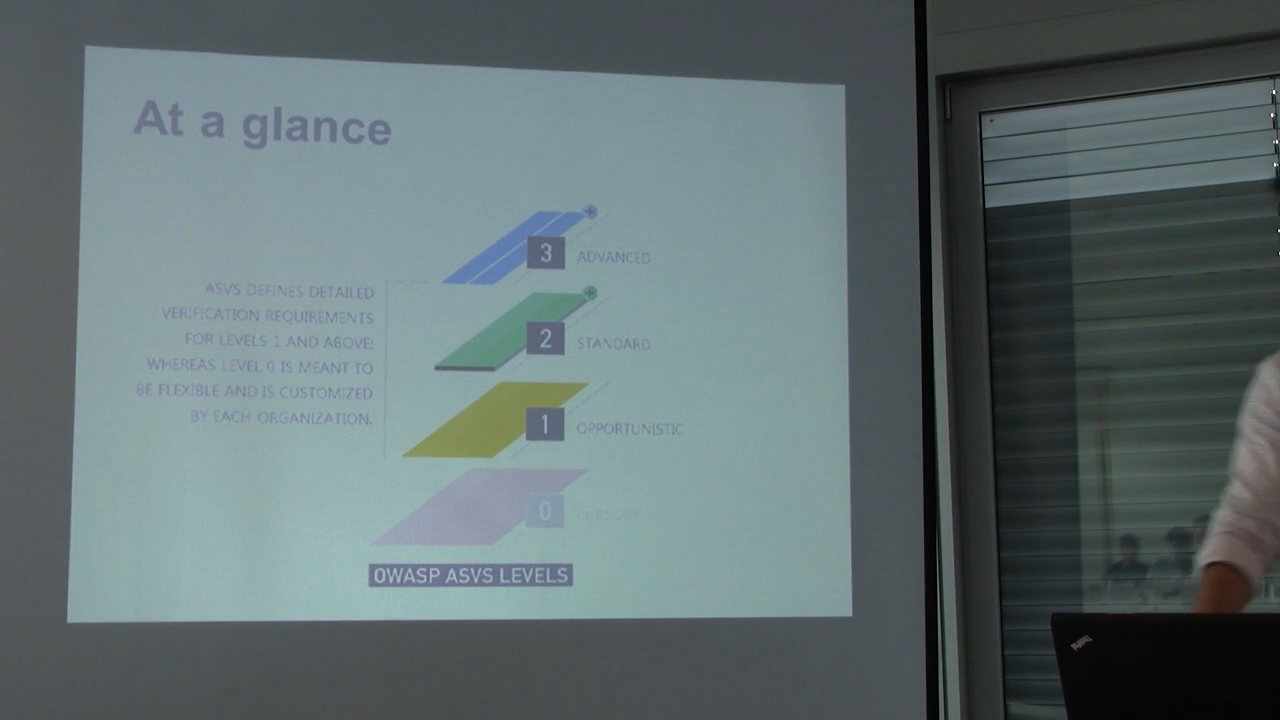 At a glance
3 ADVANCED
ASVS DEFINES DETAILED
VERIFICATION REQUIREMENTS
FOR LEVELS 1 AND ABOVE;
WHEREAS LEVEL 0 IS MEANT TO
BE FLEXIBLE AND IS CUSTOMIZED
BY EACH ORGANIZATION.
2 STANDARD
1 OPPORTUNISTIC
0 CURSORY
OWASP ASVS LEVELS